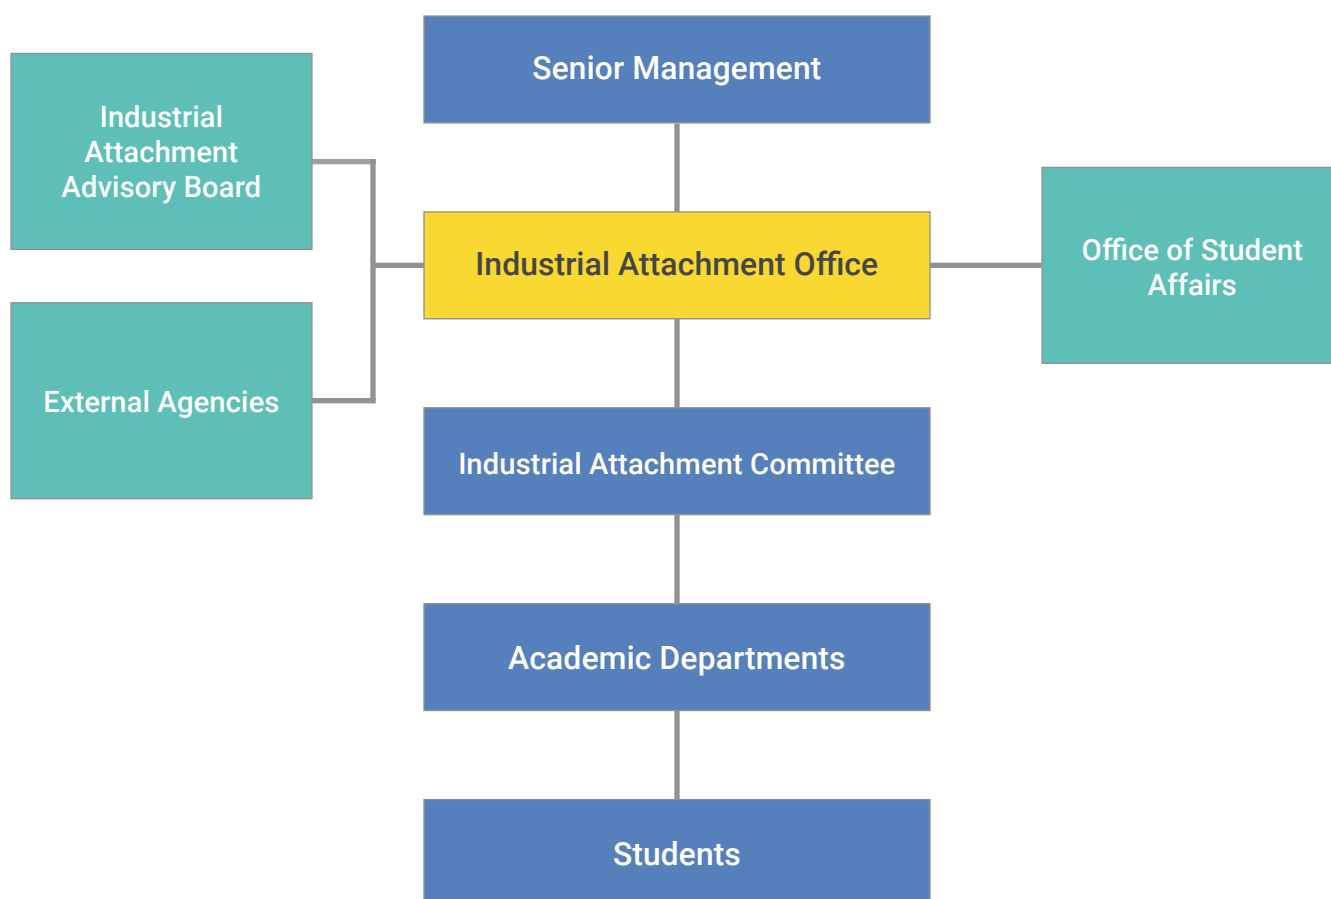 Senior Management
Industrial
Attachment
Advisory Board
Industrial Attachment Office
Office of Student
Affairs
External Agencies
Industrial Attachment Committee
Academic Departments
Students